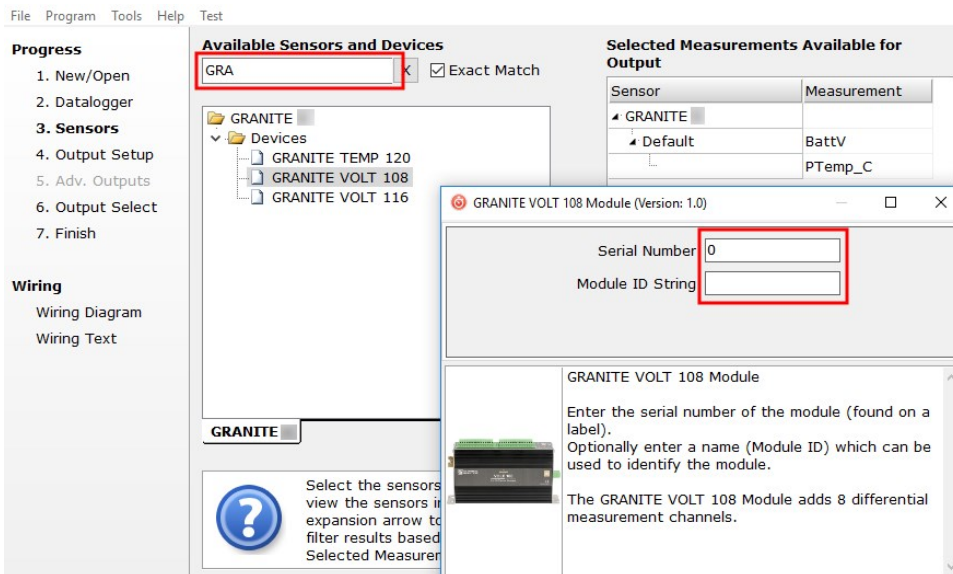 File Program Tools Help Test
Progress
1. New/Open
2. Datalogger
3. Sensors
4. Output Setup
5. Adv. Outputs
6. Output Select
7. Finish
Wiring
Wiring Diagram
Wiring Text
Available Sensors and Devices
GRA
X
Exact Match
GRANITE
Devices
GRANITE TEMP 120
GRANITE VOLT 108
GRANITE VOLT 116
GRANITE
Select the sensors
view the sensors i
expansion arrow to
filter results based
Selected Measurer
Selected Measurements Available for
Output
Sensor Measurement
GRANITE
Default BattV
PTemp_C
GRANITE VOLT 108 Module (Version: 1.0)
Serial Number 0
Module ID String
GRANITE VOLT 108 Module
Enter the serial number of the module (found on a
label).
Optionally enter a name (Module ID) which can be
used to identify the module.
The GRANITE VOLT 108 Module adds 8 differential
measurement channels.